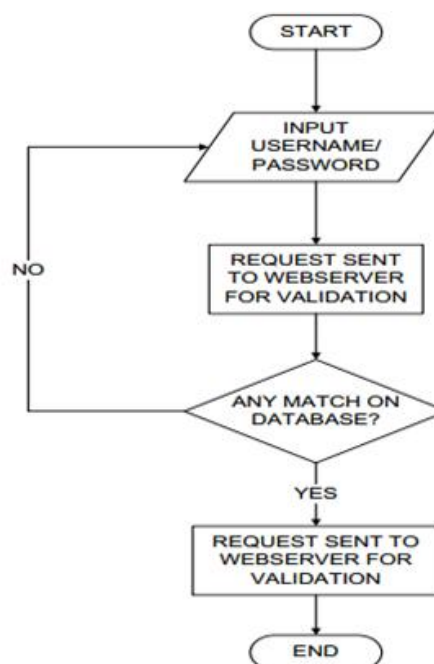 START
INPUT
USERNAME/
PASSWORD
REQUEST SENT
TO WEBSERVER
FOR VALIDATION
NO
ANY MATCH ON
DATABASE?
YES
REQUEST SENT TO
WEBSERVER FOR
VALIDATION
END